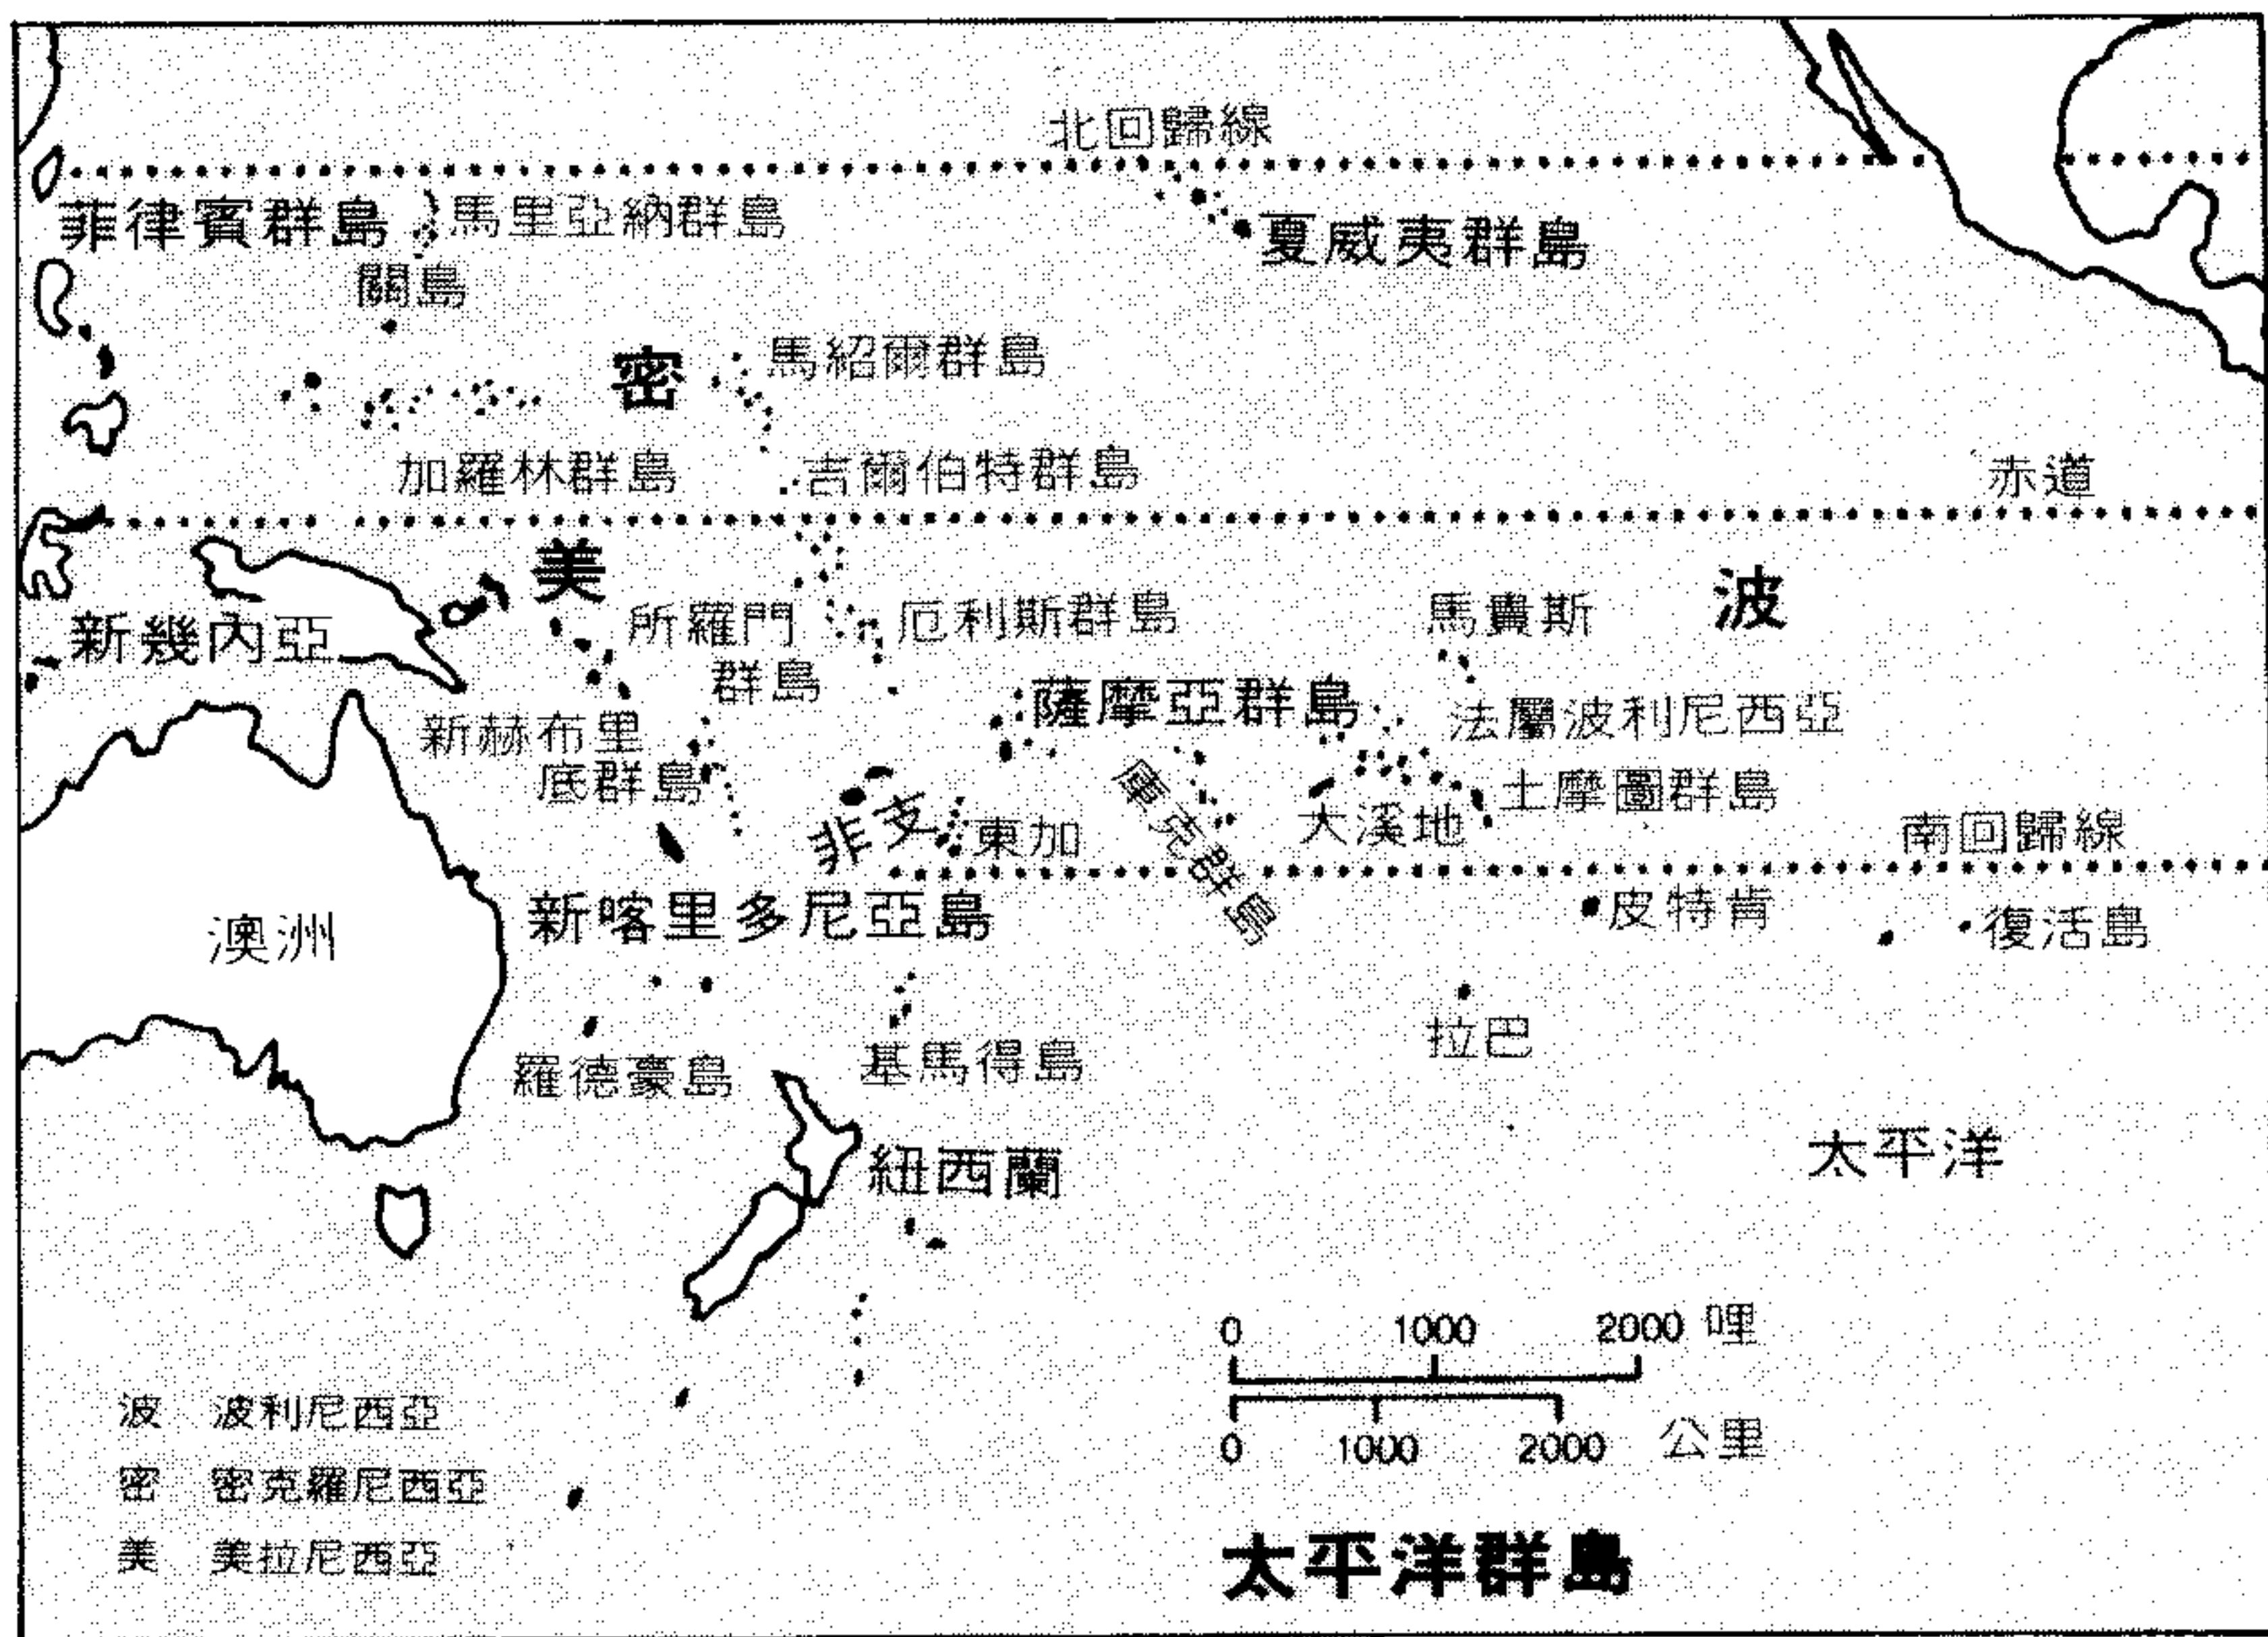 北回歸線
菲律賓群島
馬里亞納群島
夏威夷群島
關島
密
馬紹爾群島
加羅林群島
吉爾伯特群島
赤道
美
新幾內亞
所羅門
群島
厄利斯群島
馬貴斯
波
薩摩亞群島
新赫布里
底群島
法屬波利尼西亞
土摩圖群島
非支
東加
庫克群島
大溪地
南回歸線
澳洲
新喀里多尼亞島
皮特肯
復活島
羅德豪島
基馬得島
拉巴
紐西蘭
太平洋
0 1000 2000 哩
0 1000 2000 公里
波 波利尼西亞
密 密克羅尼西亞
美 美拉尼西亞
太平洋群島